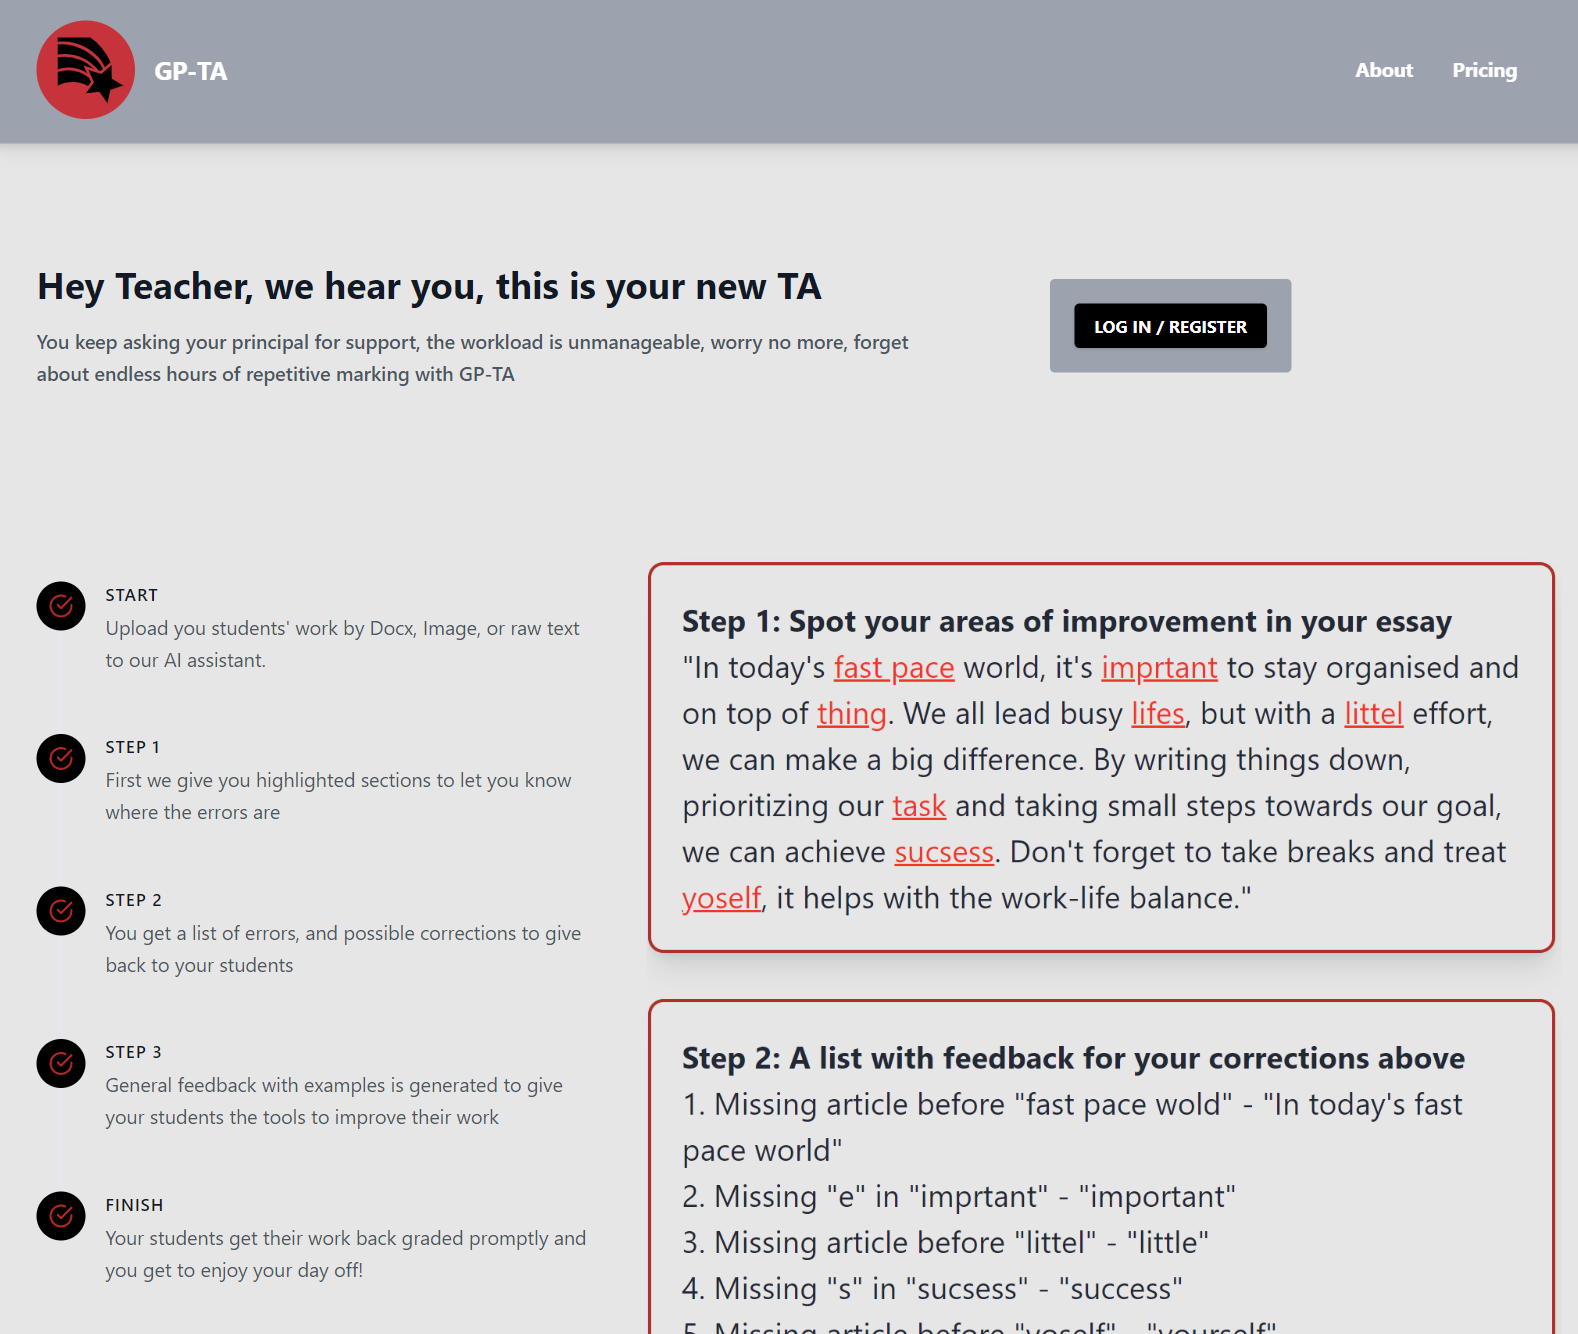 GP-TA
About
Pricing
Hey Teacher, we hear you, this is your new TA
You keep asking your principal for support, the workload is unmanageable, worry no more, forget
about endless hours of repetitive marking with GP-TA
LOG IN / REGISTER
START
Upload you students' work by Docx, Image, or raw text
to our AI assistant.
STEP 1
First we give you highlighted sections to let you know
where the errors are
STEP 2
You get a list of errors, and possible corrections to give
back to your students
STEP 3
General feedback with examples is generated to give
your students the tools to improve their work
FINISH
Your students get their work back graded promptly and
you get to enjoy your day off!
Step 1: Spot your areas of improvement in your essay
"In today's fast pace world, it's imprtant to stay organised and
on top of thing. We all lead busy lifes, but with a littel effort,
we can make a big difference. By writing things down,
prioritizing our task and taking small steps towards our goal,
we can achieve sucsess. Don't forget to take breaks and treat
yoself, it helps with the work-life balance."
Step 2: A list with feedback for your corrections above
1. Missing article before "fast pace wold" - "In today's fast
pace world"
2. Missing "e" in "imprtant" - "important"
3. Missing article before "littel" - "little"
4. Missing "s" in "sucsess" - "success"
5. Missing article before "yoself" - "yourself"